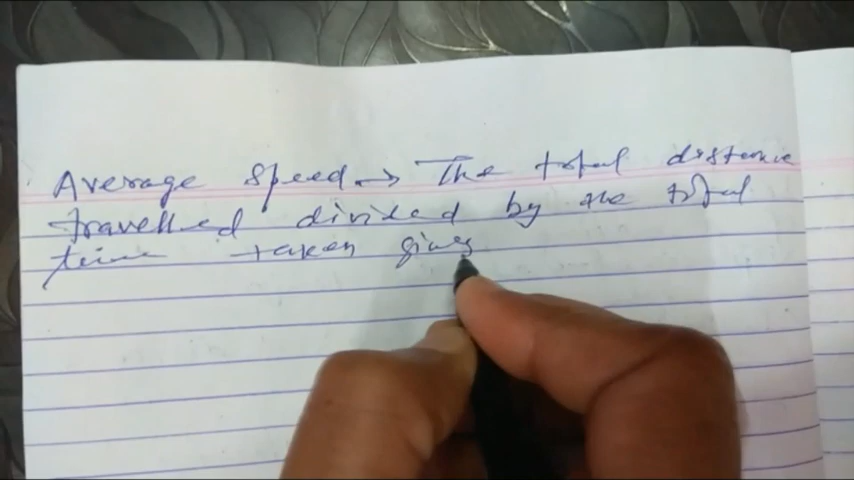 Average Speed → The total distance
travelled divided by the total
time taken gives